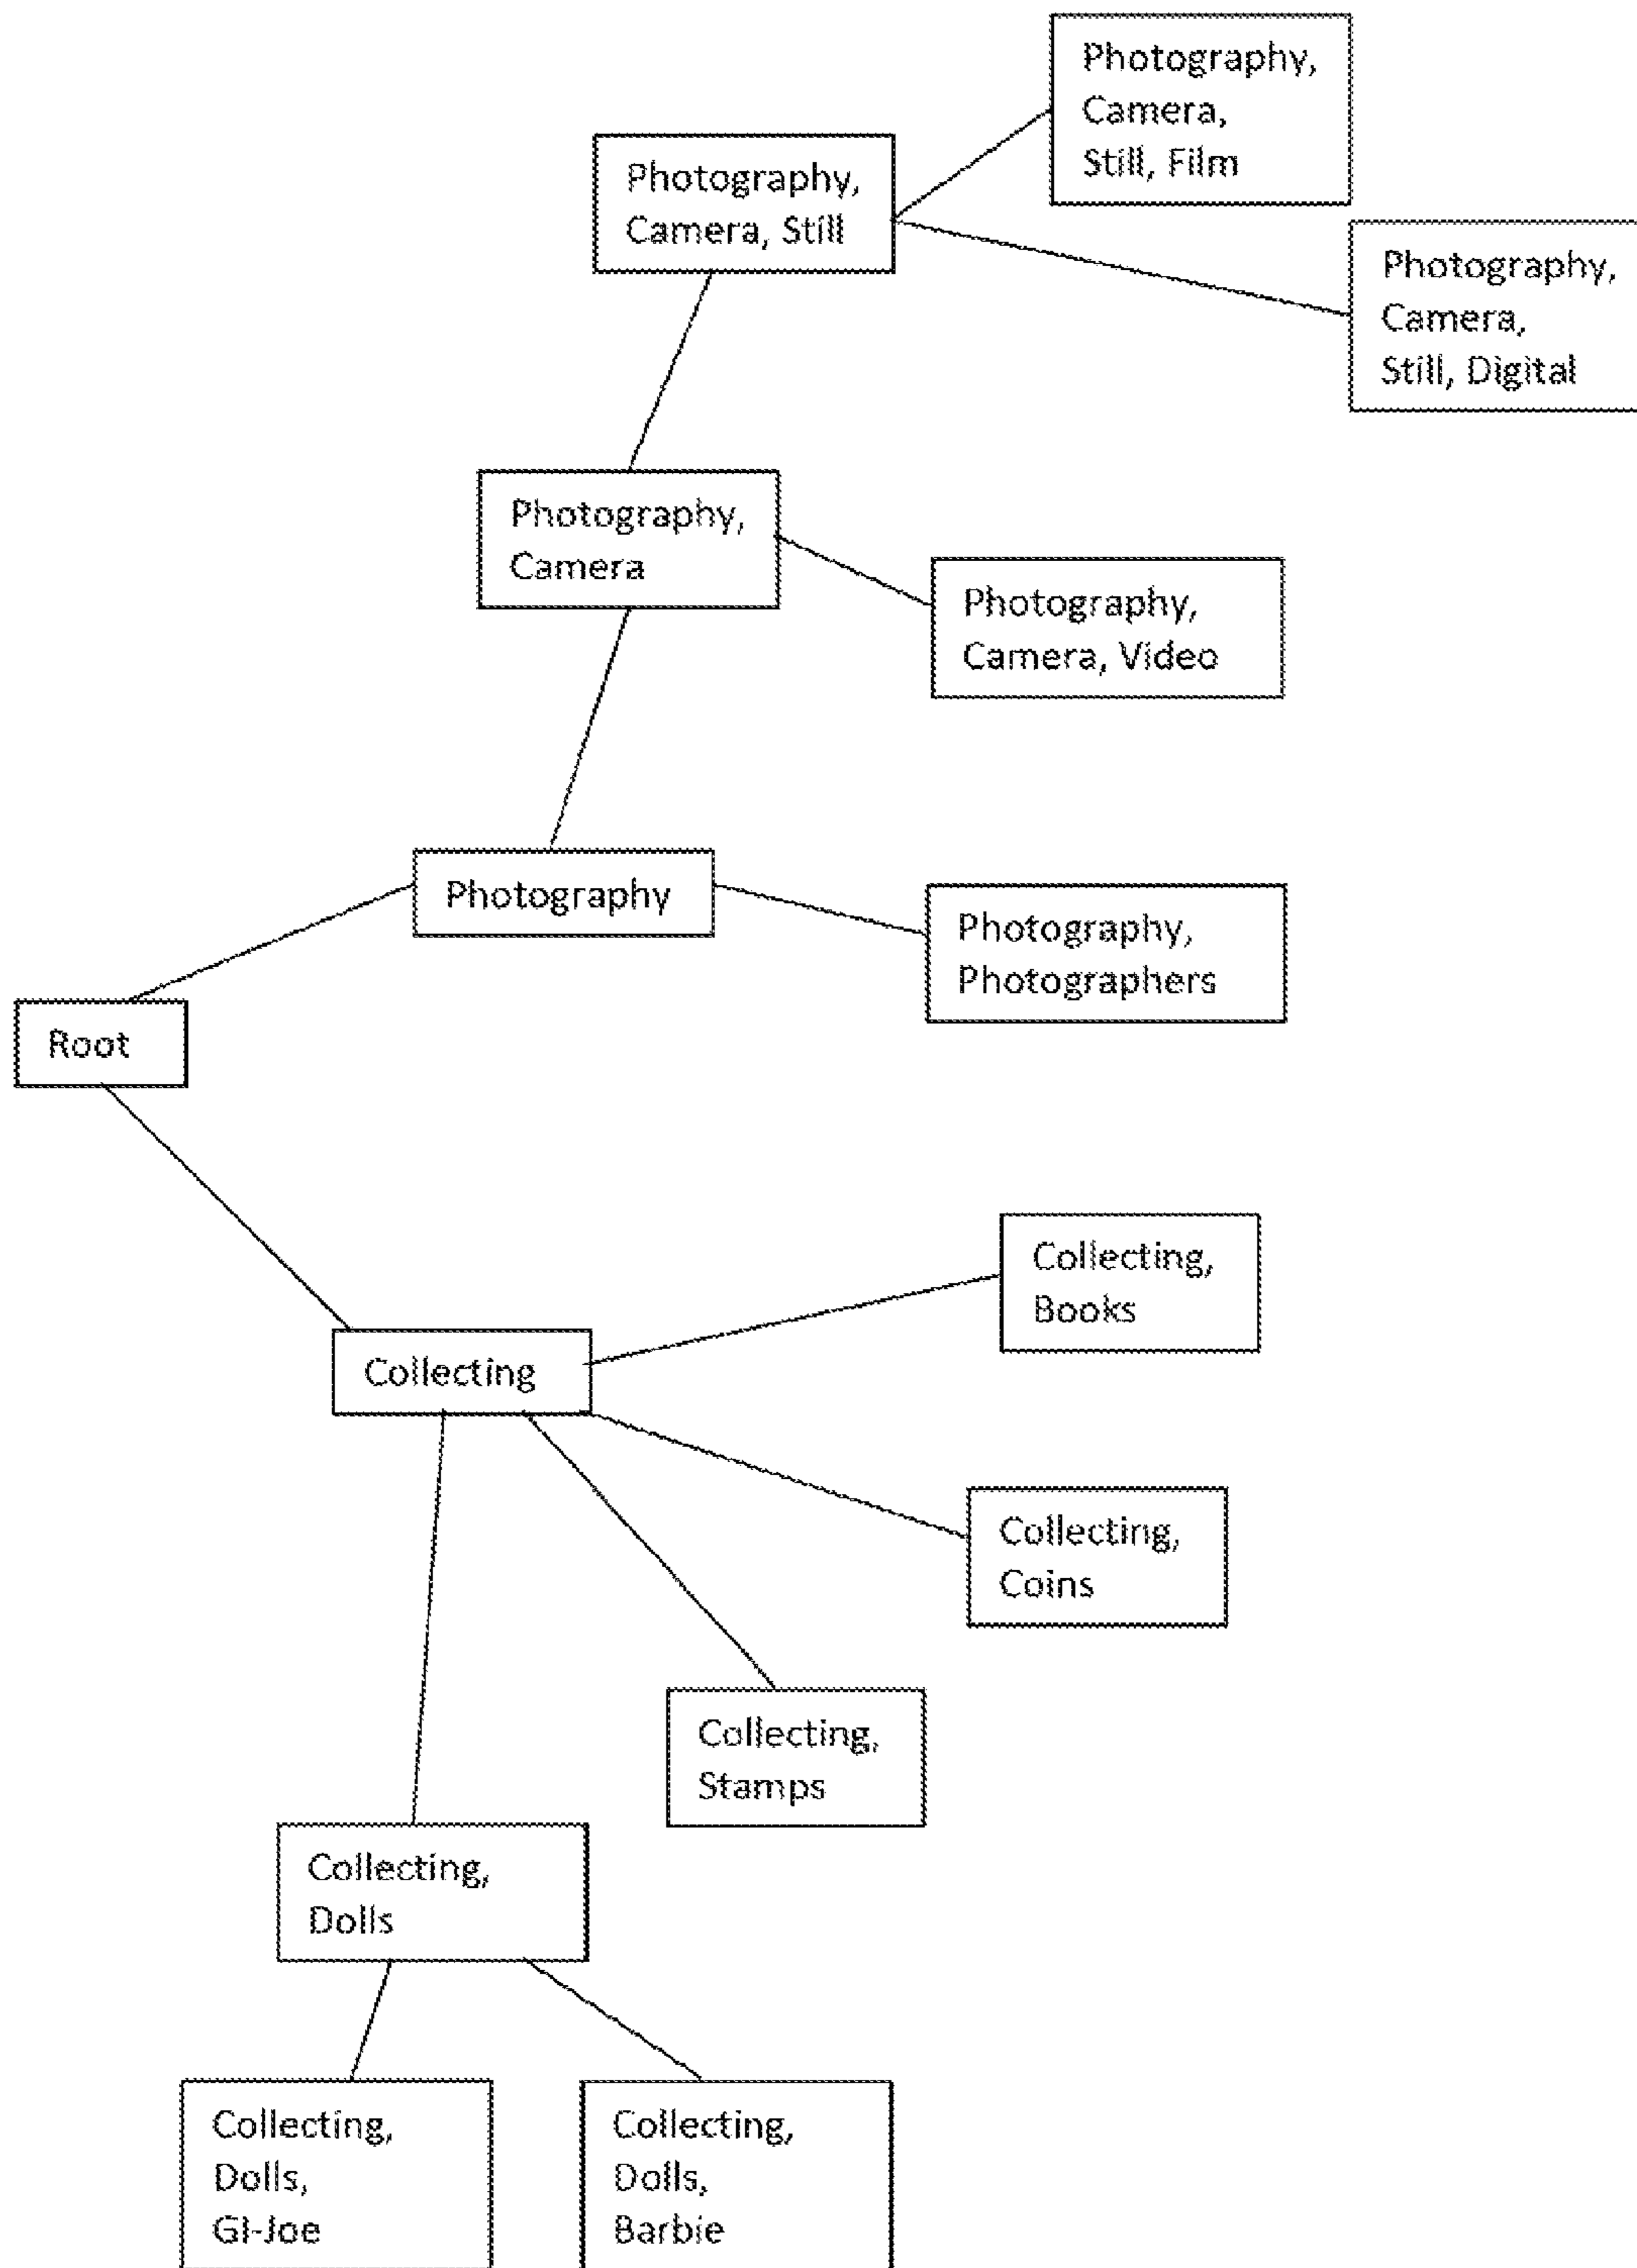 Photography,
Camera,
Still, Film
Photography,
Camera, Still
Photography,
Camera,
Still, Digital
Photography,
Camera
Photography,
Camera, Video
Photography
Photography,
Photographers
Root
Collecting,
Books
Collecting
Collecting,
Coins
Collecting,
Stamps
Collecting,
Dolls
Collecting,
Dolls,
GI-Joe
Collecting,
Dolls,
Barbie